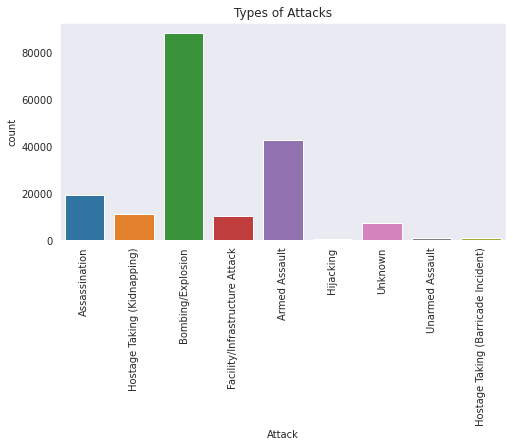 Types of Attacks
count
80000
60000
40000
20000
0
Assassination
Hostage Taking (Kidnapping)
Bombing/Explosion
Facility/Infrastructure Attack
Armed Assault
Hijacking
Unknown
Unarmed Assault
Hostage Taking (Barricade Incident)
Attack